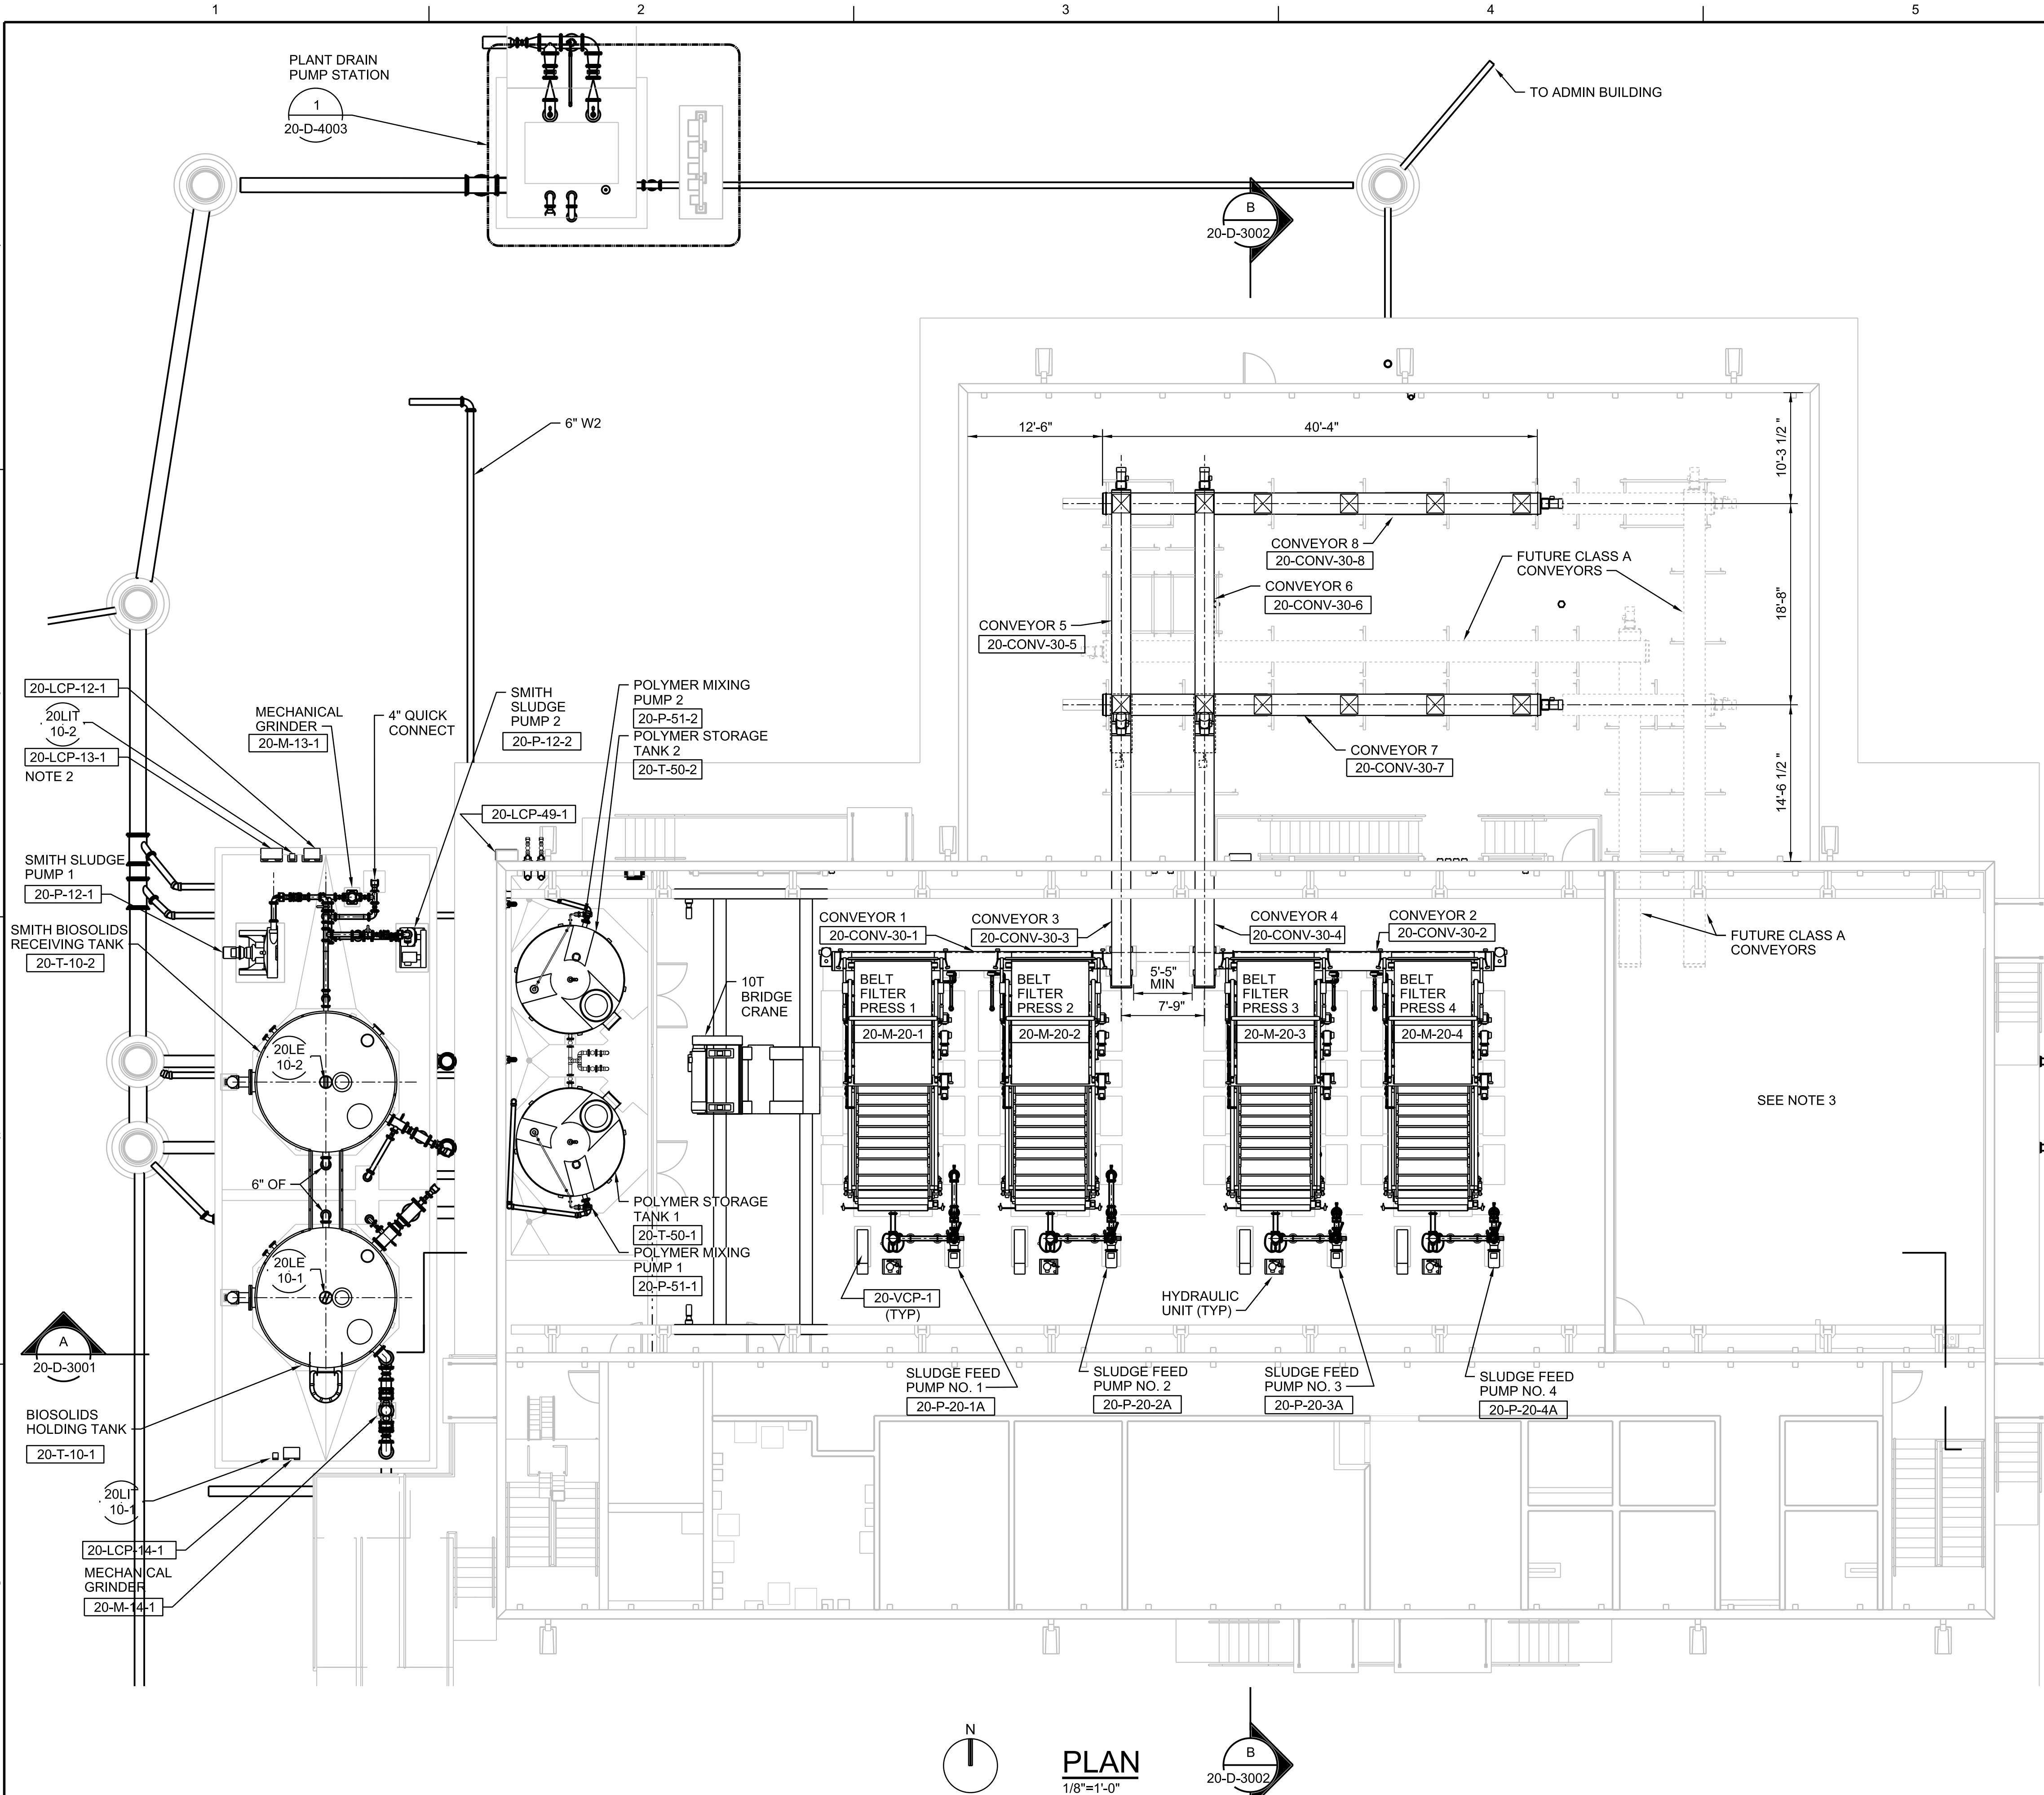 1
2
3
4
5
PLANT DRAIN
PUMP STATION
1
20-D-4003
TO ADMIN BUILDING
B
20-D-3002
6" W2
12'-6"
40'-4"
10'-3 1/2 "
18'-8"
14'-6 1/2 "
CONVEYOR 8
20-CONV-30-8
FUTURE CLASS A
CONVEYORS
CONVEYOR 6
20-CONV-30-6
CONVEYOR 5
20-CONV-30-5
CONVEYOR 7
20-CONV-30-7
20-LCP-12-1
20LIT
10-2
20-LCP-13-1
NOTE 2
MECHANICAL
GRINDER
20-M-13-1
4" QUICK
CONNECT
SMITH
SLUDGE
PUMP 2
20-P-12-2
POLYMER MIXING
PUMP 2
20-P-51-2
POLYMER STORAGE
TANK 2
20-T-50-2
20-LCP-49-1
SMITH SLUDGE
PUMP 1
20-P-12-1
SMITH BIOSOLIDS
RECEIVING TANK
20-T-10-2
CONVEYOR 1
20-CONV-30-1
CONVEYOR 3
20-CONV-30-3
CONVEYOR 4
20-CONV-30-4
CONVEYOR 2
20-CONV-30-2
FUTURE CLASS A
CONVEYORS
10T
BRIDGE
CRANE
BELT
FILTER
PRESS 1
20-M-20-1
BELT
FILTER
PRESS 2
20-M-20-2
5'-5"
MIN
7'-9"
BELT
FILTER
PRESS 3
20-M-20-3
BELT
FILTER
PRESS 4
20-M-20-4
20LE
10-2
SEE NOTE 3
6" OF
20LE
10-1
POLYMER STORAGE
TANK 1
20-T-50-1
POLYMER MIXING
PUMP 1
20-P-51-1
20-VCP-1
(TYP)
HYDRAULIC
UNIT (TYP)
A
20-D-3001
SLUDGE FEED
PUMP NO. 1
20-P-20-1A
SLUDGE FEED
PUMP NO. 2
20-P-20-2A
SLUDGE FEED
PUMP NO. 3
20-P-20-3A
SLUDGE FEED
PUMP NO. 4
20-P-20-4A
BIOSOLIDS
HOLDING TANK
20-T-10-1
20LIT
10-1
20-LCP-14-1
MECHANICAL
GRINDER
20-M-14-1
N
PLAN
1/8"=1'-0"
B
20-D-3002